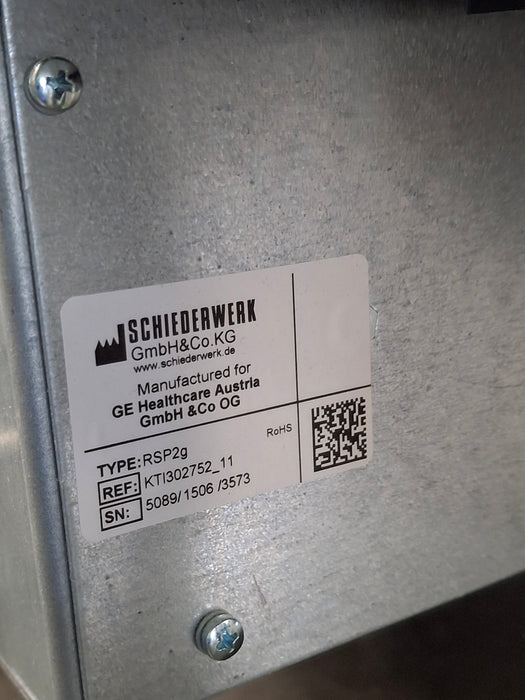 SCHIEDERWERK
GmbH&Co.KG
www.schiederwerk.de
Manufactured for
GE Healthcare Austria
GmbH &Co OG
RoHS
TYPE: RSP2g
REF: KTI302752_11
SN: 5089/1506 /3573